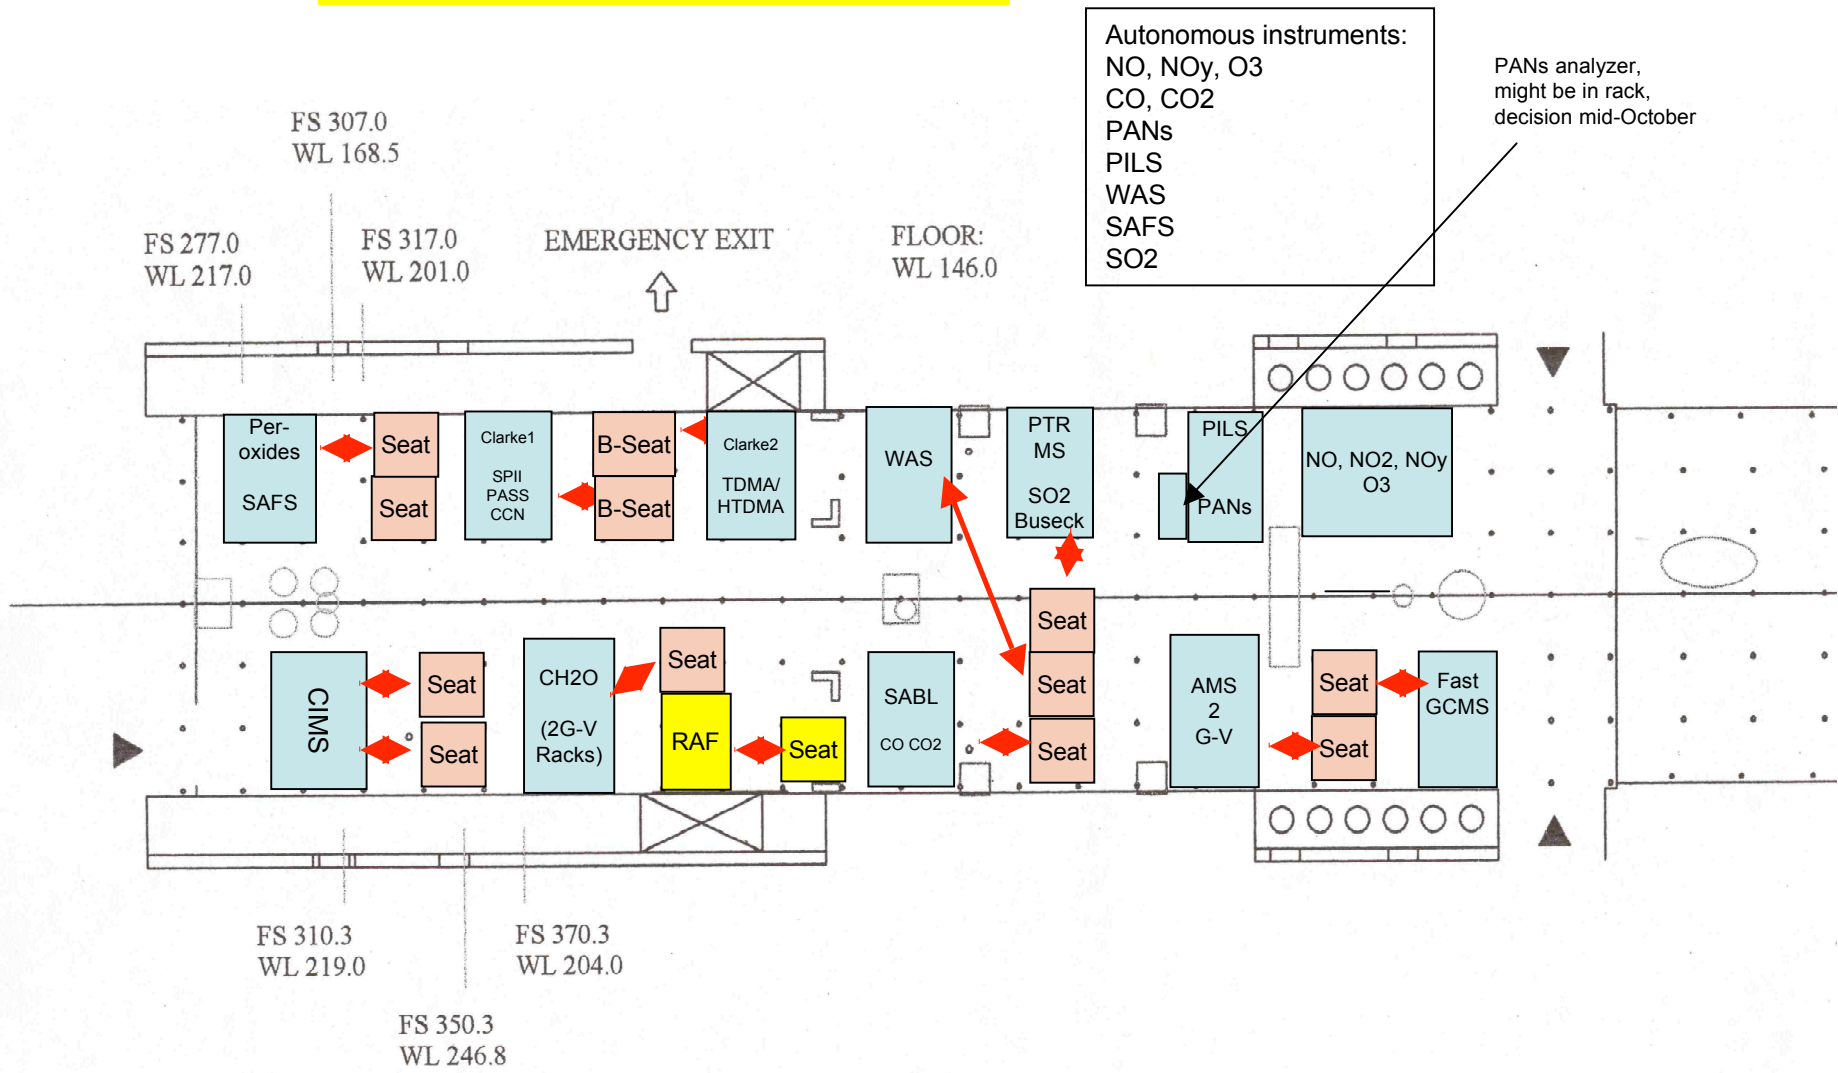 Autonomous instruments:
NO, NOy, O3
CO, CO2
PANs
PILS
WAS
SAFS
SO2
PANs analyzer,
might be in rack,
decision mid-October
FS 307.0
WL 168.5
FS 277.0
WL 217.0
FS 317.0
WL 201.0
EMERGENCY EXIT
FLOOR:
WL 146.0
Per-
oxides
SAFS
Seat
Seat
Clarke1
SPII
PASS
CCN
B-Seat
B-Seat
Clarke2
TDMA/
HTDMA
WAS
PTR
MS
SO2
Buseck
PILS
PANs
NO, NO2, NOy
O3
CIMS
Seat
Seat
CH2O
(2G-V
Racks)
Seat
RAF
Seat
SABL
CO CO2
Seat
Seat
Seat
AMS
2
G-V
Seat
Seat
Fast
GCMS
FS 310.3
WL 219.0
FS 370.3
WL 204.0
FS 350.3
WL 246.8